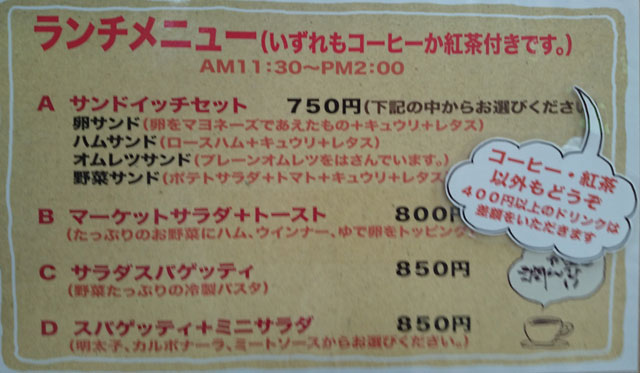 ランチメニュー(いずれもコーヒーか紅茶付きです。)
AM11:30〜PM2:00
A サンドイッチセット 750円(下記の中からお選びくださ
卵サンド(卵をマヨネーズであえたもの+キュウリ+レタス)
ハムサンド(ロースハム+キュウリ+レタス)
オムレツサンド(プレーンオムレツをはさんでいます。)
野菜サンド(ポテトサラダ+トマト+キュウリ+レタス
B マーケットサラダ+トースト 800円
(たっぷりのお野菜にハム、ウインナー、ゆで卵をトッピング
C サラダスパゲッティ 850円
(野菜たっぷりの冷製パスタ)
D スパゲッティ+ミニサラダ 850円
(明太子、カルボナーラ、ミートソースからお選びください。)
コーヒー・紅茶
以外もどうぞ
400円以上のドリンクは
差額をいただきます